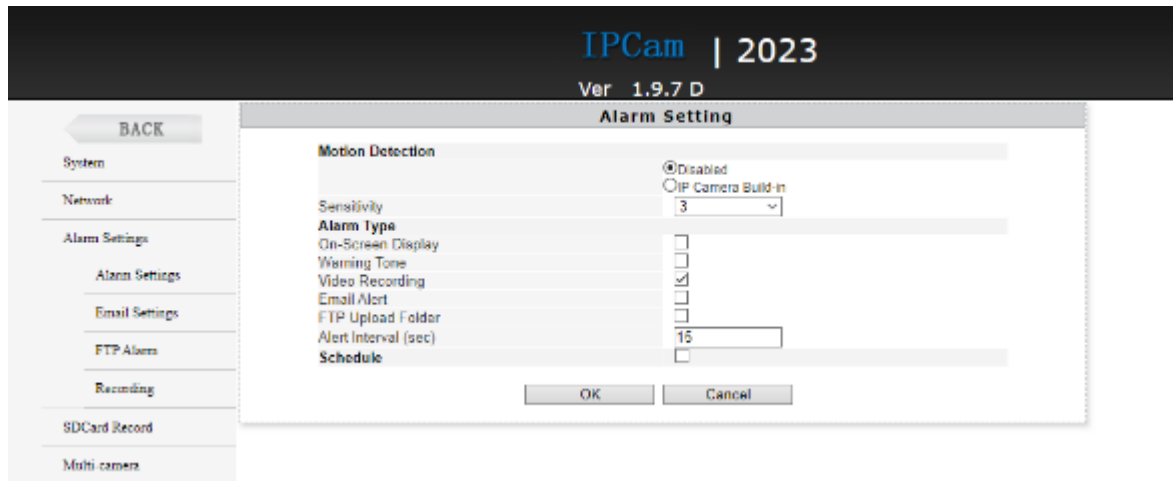 IPCam | 2023
Ver 1.9.7 D
BACK
System
Network
Alarm Settings
Alarm Settings
Email Settings
FTP Alarm
Recording
SDCard Record
Multi-camera
Alarm Setting
Motion Detection
Disabled
IP Camera Build-in
Sensitivity 3
Alarm Type
On-Screen Display
Warning Tone
Video Recording
Email Alert
FTP Upload Folder
Alert Interval (sec) 15
Schedule
OK Cancel